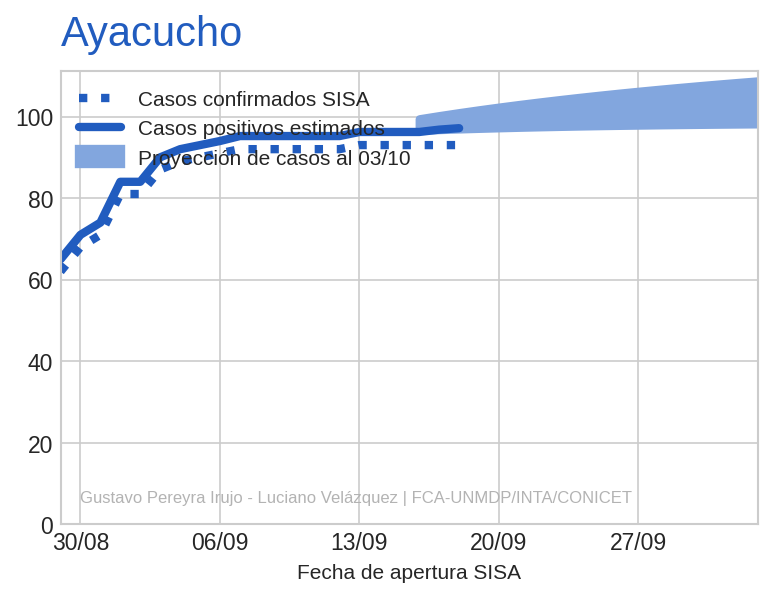 Ayacucho
Casos confirmados SISA
Casos positivos estimados
Proyección de casos al 03/10
100
80
60
40
20
0
Gustavo Pereyra Irujo - Luciano Velázquez | FCA-UNMDP/INTA/CONICET
30/08 06/09 13/09 20/09 27/09
Fecha de apertura SISA